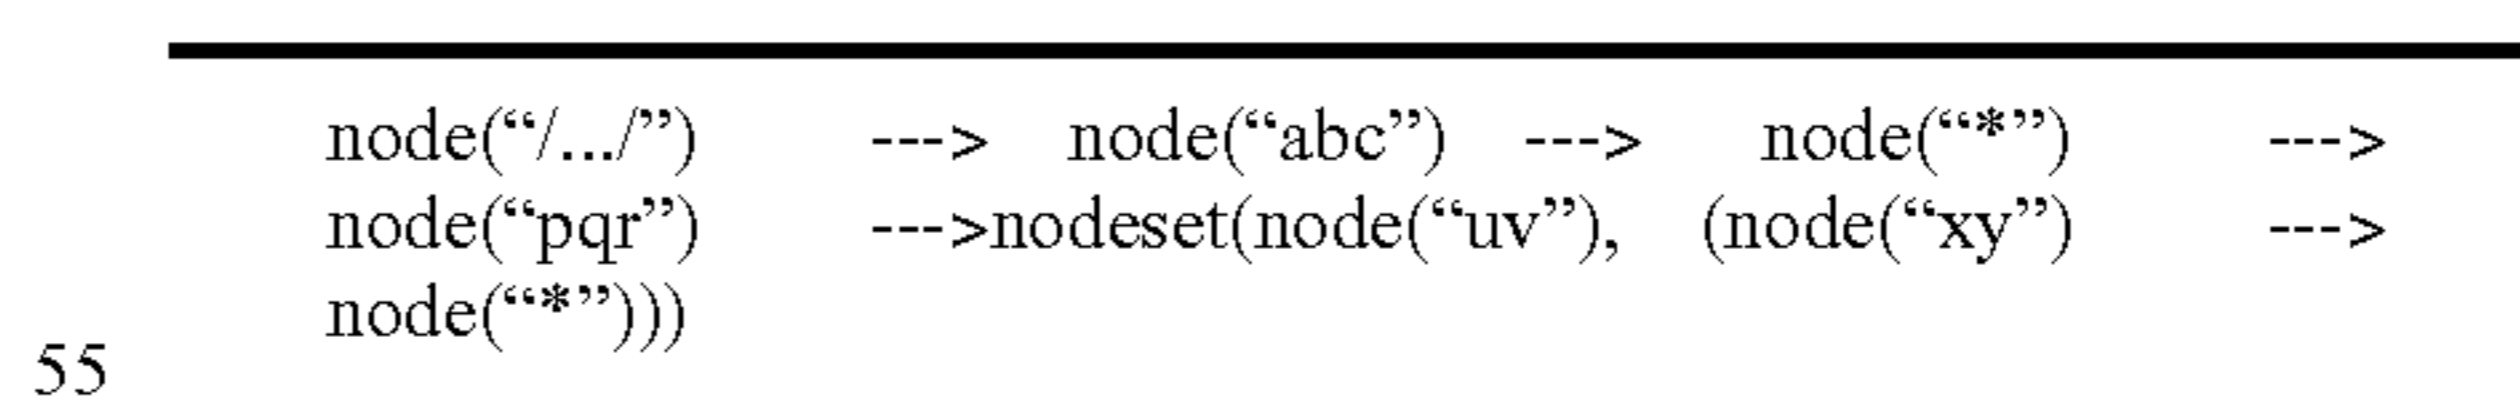 node(“/.../”) ---> node(“abc”) ---> node(“*”) --->
node(“pqr”) --->nodeset(node(“uv”), (node(“xy”) --->
node(“*”)))
55